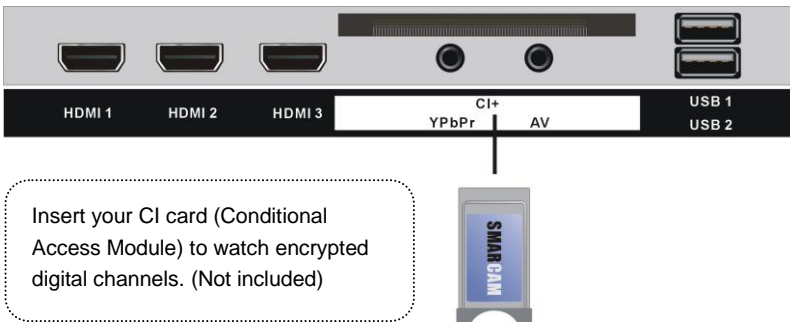 HDMI 1 HDMI 2 HDMI 3 CI+ USB 1
YPbPr AV USB 2
Insert your CI card (Conditional
Access Module) to watch encrypted
digital channels. (Not included)
SMARCAM